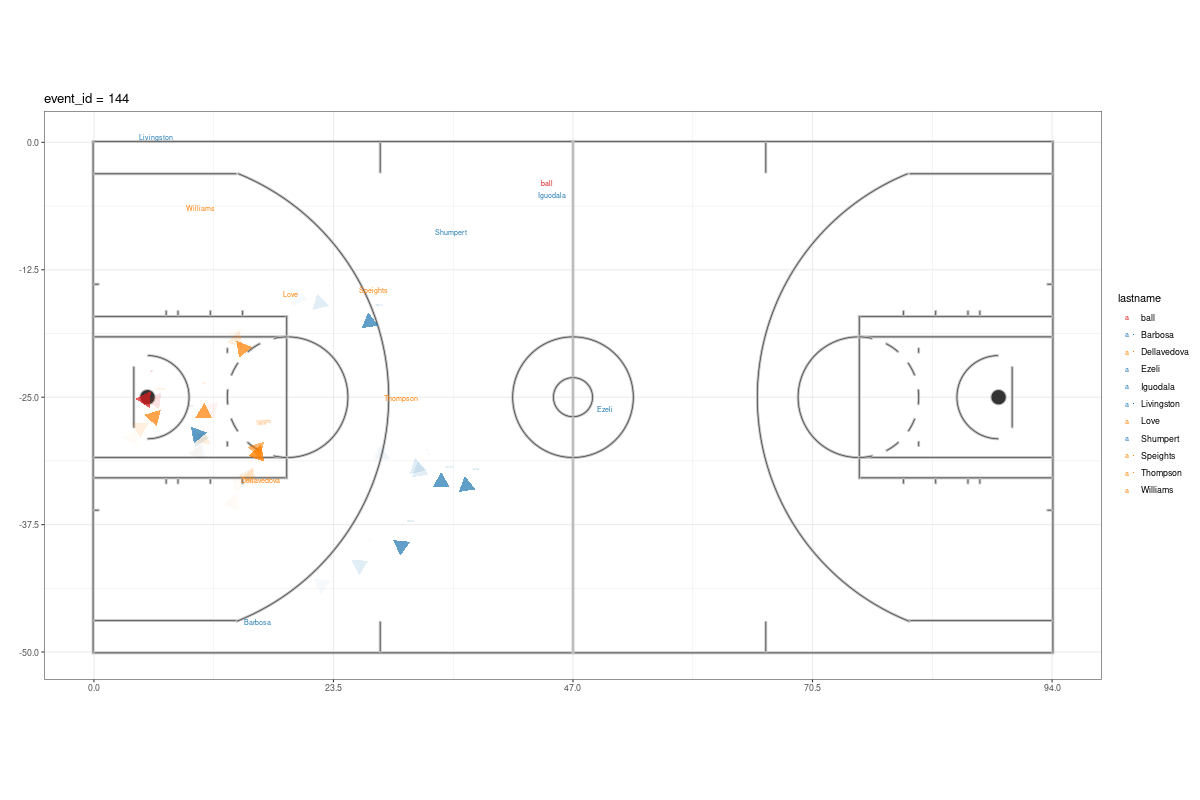 event_id = 144
0.0
-12.5
-25.0
-37.5
-50.0
0.0
23.5
47.0
70.5
94.0
Livingston
Williams
ball
Iguodala
Shumpert
Love
Speights
Thompson
Ezeli
Dellavedova
Barbosa
lastname
a ball
a Barbosa
a Dellavedova
a Ezeli
a Iguodala
a Livingston
a Love
a Shumpert
a Speights
a Thompson
a Williams